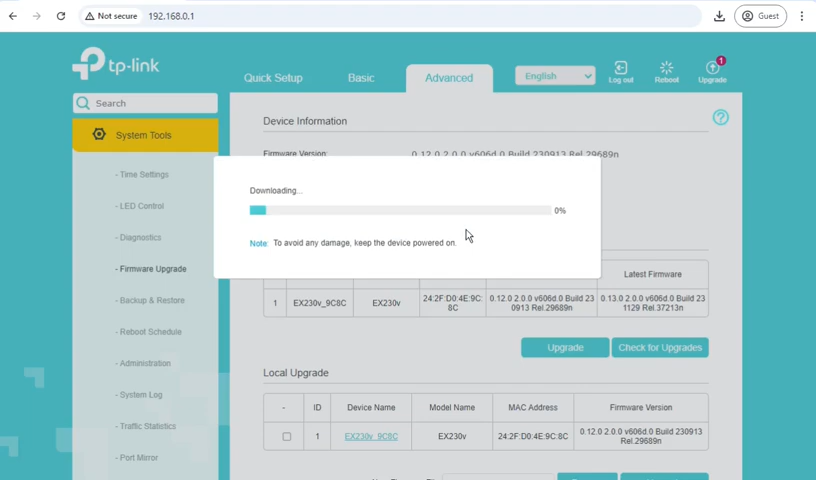 Not secure
192.168.0.1
Guest
tp-link
Quick Setup
Basic
Advanced
English
Log out
Reboot
1
Upgrade
Search
System Tools
- Time Settings
- LED Control
- Diagnostics
- Firmware Upgrade
- Backup & Restore
- Reboot Schedule
- Administration
- System Log
- Traffic Statistics
- Port Mirror
Device Information
?
Firmware Version:
0.12.0 2.0.0 v606d.0 Build 230913 Rel.29689n
Downloading...
0%
Note: To avoid any damage, keep the device powered on.
Latest Firmware
1
EX230v_9C8C
EX230v
24:2F:D0:4E:9C:
8C
0.12.0 2.0.0 v606d.0 Build 23
0913 Rel.29689n
0.13.0 2.0.0 v606d.0 Build 23
1129 Rel.37213n
Upgrade
Check for Upgrades
Local Upgrade
-
ID
Device Name
Model Name
MAC Address
Firmware Version
1
EX230v_9C8C
EX230v
24:2F:D0:4E:9C:8C
0.12.0 2.0.0 v606d.0 Build 230913
Rel.29689n